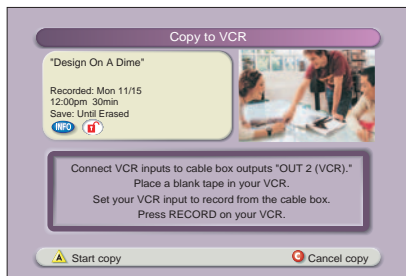 Copy to VCR
"Design On A Dime"
Recorded: Mon 11/15
12:00pm 30min
Save: Until Erased
INFO
Connect VCR inputs to cable box outputs "OUT 2 (VCR)."
Place a blank tape in your VCR.
Set your VCR input to record from the cable box.
Press RECORD on your VCR.
A Start copy
C Cancel copy